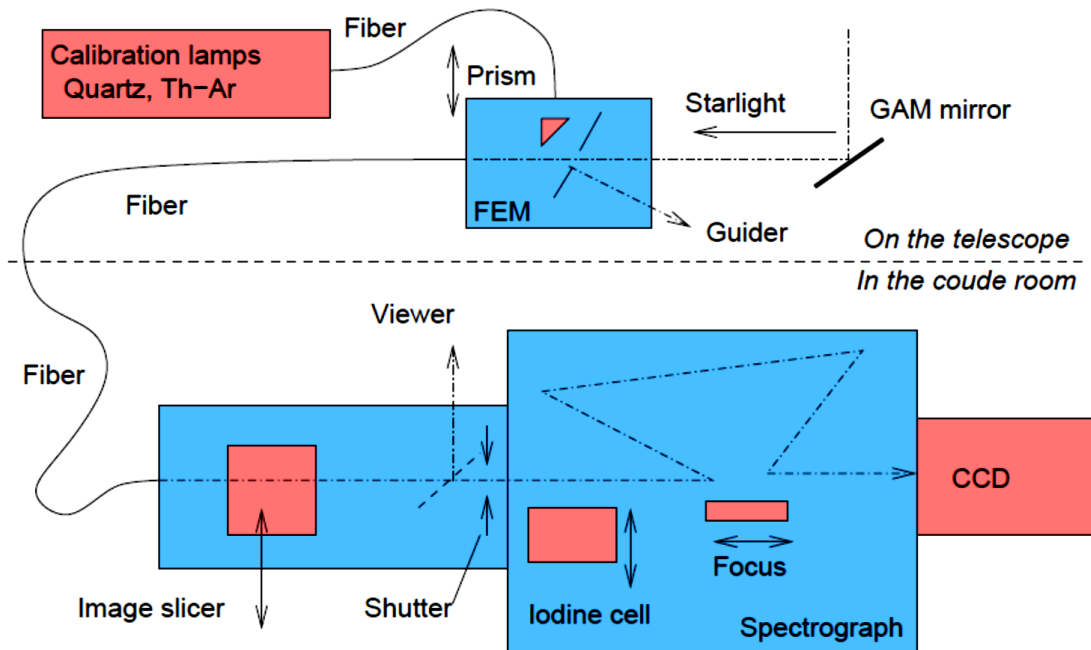 Fiber
Calibration lamps
Quartz, Th−Ar
Prism
Starlight
GAM mirror
Fiber
FEM
Guider
On the telescope
In the coude room
Viewer
Fiber
CCD
Focus
Image slicer
Shutter
Iodine cell
Spectrograph